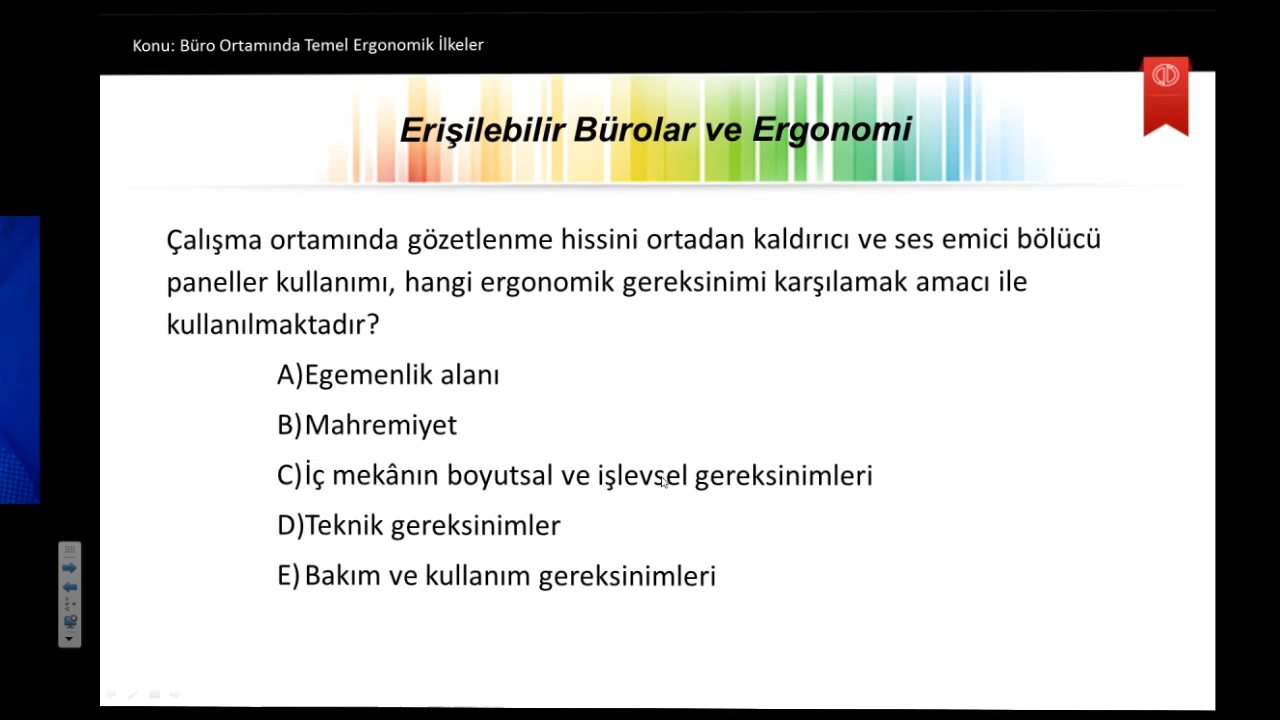 Konu: Büro Ortamında Temel Ergonomik İlkeler
Erişilebilir Bürolar ve Ergonomi
Çalışma ortamında gözetlenme hissini ortadan kaldırıcı ve ses emici bölücü
paneller kullanımı, hangi ergonomik gereksinimi karşılamak amacı ile
kullanılmaktadır?
A)Egemenlik alanı
B)Mahremiyet
C)İç mekânın boyutsal ve işlevsel gereksinimleri
D)Teknik gereksinimler
E)Bakım ve kullanım gereksinimleri